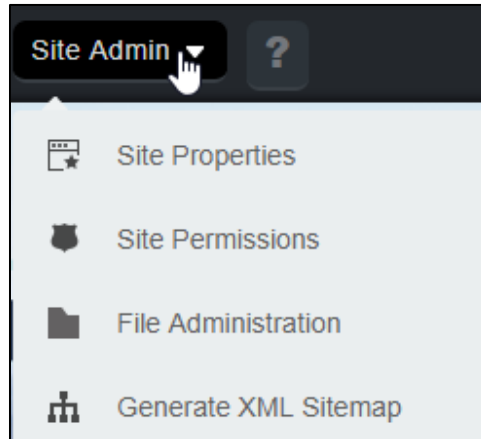 Site Admin ?
Site Properties
Site Permissions
File Administration
Generate XML Sitemap